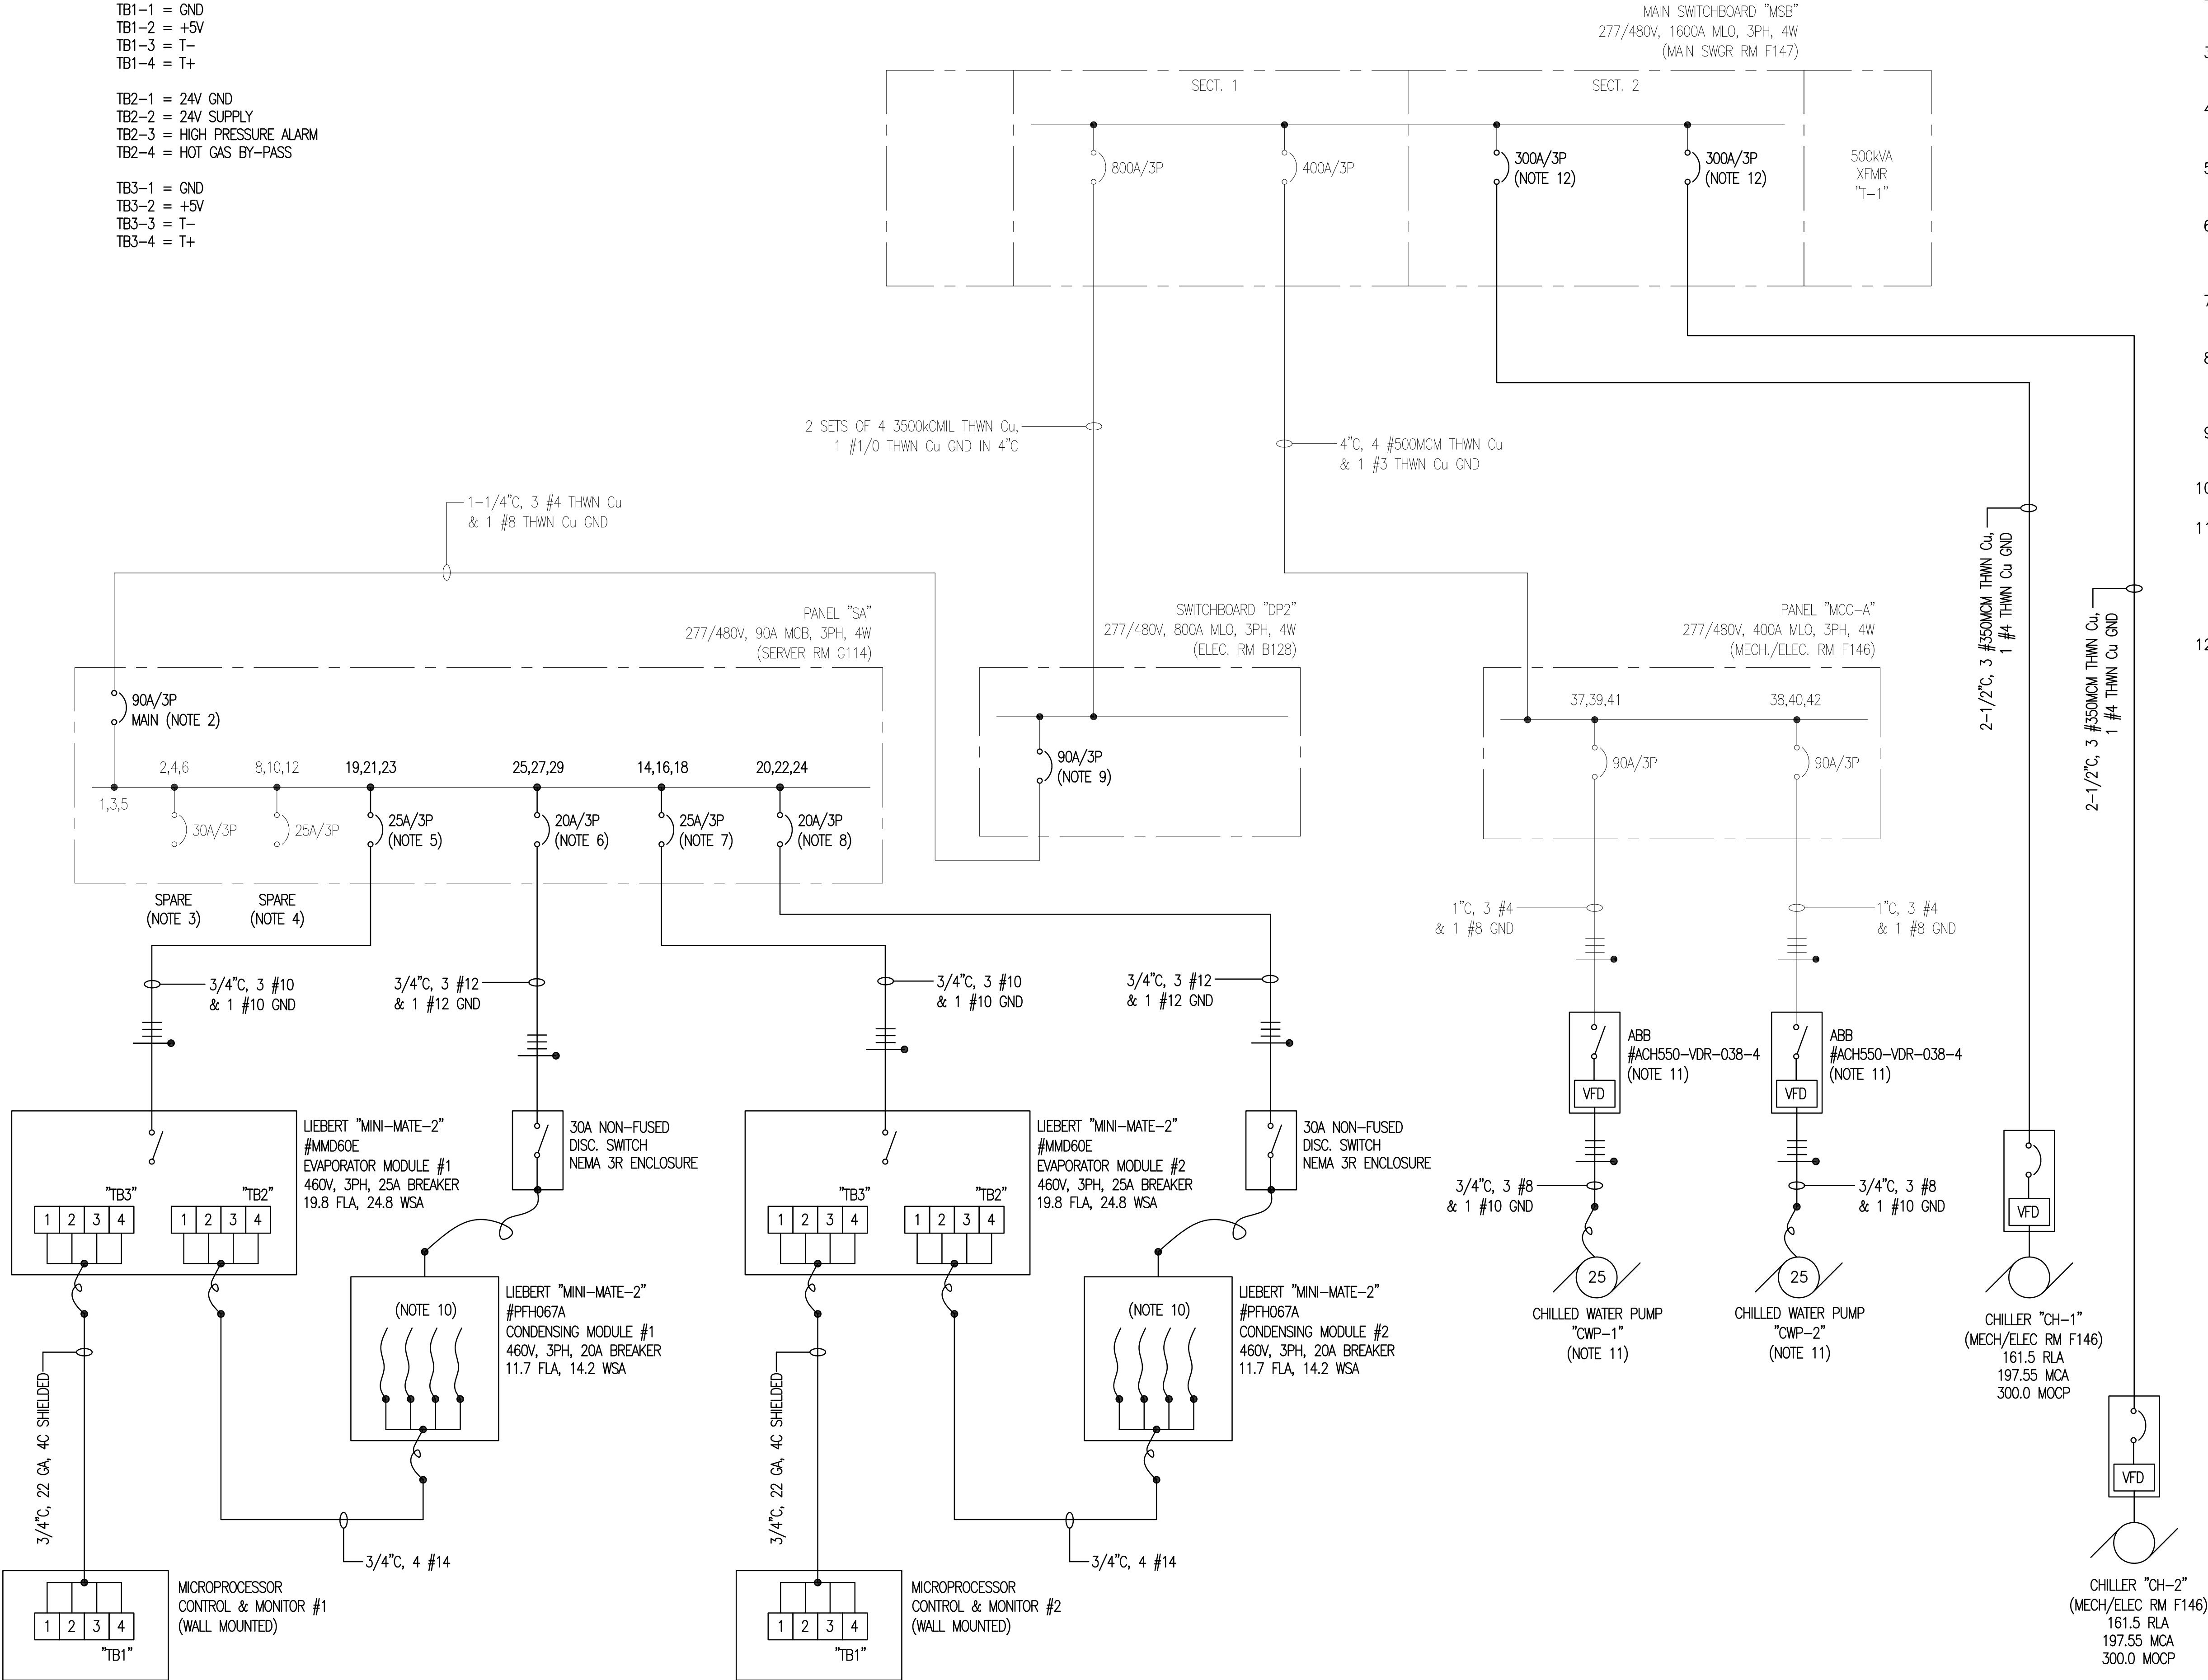 TB1-1 = GND
TB1-2 = +5V
TB1-3 = T-
TB1-4 = T+
TB2-1 = 24V GND
TB2-2 = 24V SUPPLY
TB2-3 = HIGH PRESSURE ALARM
TB2-4 = HOT GAS BY-PASS
TB3-1 = GND
TB3-2 = +5V
TB3-3 = T-
TB3-4 = T+
MAIN SWITCHBOARD "MSB"
277/480V, 1600A MLO, 3PH, 4W
(MAIN SWGR RM F147)
SECT. 1
SECT. 2
800A/3P
400A/3P
300A/3P
(NOTE 12)
300A/3P
(NOTE 12)
500kVA
XFMR
"T-1"
3
4
5
6
7
8
9
10
11
12
2 SETS OF 4 3500kCMIL THWN Cu,
1 #1/0 THWN Cu GND IN 4"C
4"C, 4 #500MCM THWN Cu
& 1 #3 THWN Cu GND
1-1/4"C, 3 #4 THWN Cu
& 1 #8 THWN Cu GND
2-1/2"C, 3 #350MCM THWN Cu,
1 #4 THWN Cu GND
2-1/2"C, 3 #350MCM THWN Cu,
1 #4 THWN Cu GND
PANEL "SA"
277/480V, 90A MCB, 3PH, 4W
(SERVER RM G114)
90A/3P
MAIN (NOTE 2)
1,3,5
2,4,6
8,10,12
19,21,23
25,27,29
14,16,18
20,22,24
30A/3P
25A/3P
25A/3P
(NOTE 5)
20A/3P
(NOTE 6)
25A/3P
(NOTE 7)
20A/3P
(NOTE 8)
SPARE
(NOTE 3)
SPARE
(NOTE 4)
SWITCHBOARD "DP2"
277/480V, 800A MLO, 3PH, 4W
(ELEC. RM B128)
90A/3P
(NOTE 9)
PANEL "MCC-A"
277/480V, 400A MLO, 3PH, 4W
(MECH./ELEC. RM F146)
37,39,41
38,40,42
90A/3P
90A/3P
1"C, 3 #4
& 1 #8 GND
1"C, 3 #4
& 1 #8 GND
3/4"C, 3 #10
& 1 #10 GND
3/4"C, 3 #12
& 1 #12 GND
3/4"C, 3 #10
& 1 #10 GND
3/4"C, 3 #12
& 1 #12 GND
LIEBERT "MINI-MATE-2"
#MMD60E
EVAPORATOR MODULE #1
460V, 3PH, 25A BREAKER
19.8 FLA, 24.8 WSA
"TB3"
1 2 3 4
"TB2"
1 2 3 4
30A NON-FUSED
DISC. SWITCH
NEMA 3R ENCLOSURE
LIEBERT "MINI-MATE-2"
#PFH067A
CONDENSING MODULE #1
460V, 3PH, 20A BREAKER
11.7 FLA, 14.2 WSA
(NOTE 10)
3/4"C, 22 GA, 4C SHIELDED
3/4"C, 4 #14
MICROPROCESSOR
CONTROL & MONITOR #1
(WALL MOUNTED)
1 2 3 4
"TB1"
LIEBERT "MINI-MATE-2"
#MMD60E
EVAPORATOR MODULE #2
460V, 3PH, 25A BREAKER
19.8 FLA, 24.8 WSA
"TB3"
1 2 3 4
"TB2"
1 2 3 4
30A NON-FUSED
DISC. SWITCH
NEMA 3R ENCLOSURE
LIEBERT "MINI-MATE-2"
#PFH067A
CONDENSING MODULE #2
460V, 3PH, 20A BREAKER
11.7 FLA, 14.2 WSA
(NOTE 10)
3/4"C, 22 GA, 4C SHIELDED
3/4"C, 4 #14
MICROPROCESSOR
CONTROL & MONITOR #2
(WALL MOUNTED)
1 2 3 4
"TB1"
ABB
#ACH550-VDR-038-4
(NOTE 11)
VFD
ABB
#ACH550-VDR-038-4
(NOTE 11)
VFD
3/4"C, 3 #8
& 1 #10 GND
3/4"C, 3 #8
& 1 #10 GND
25
CHILLED WATER PUMP
"CWP-1"
(NOTE 11)
25
CHILLED WATER PUMP
"CWP-2"
(NOTE 11)
VFD
CHILLER "CH-1"
(MECH/ELEC RM F146)
161.5 RLA
197.55 MCA
300.0 MOCP
VFD
CHILLER "CH-2"
(MECH/ELEC RM F146)
161.5 RLA
197.55 MCA
300.0 MOCP